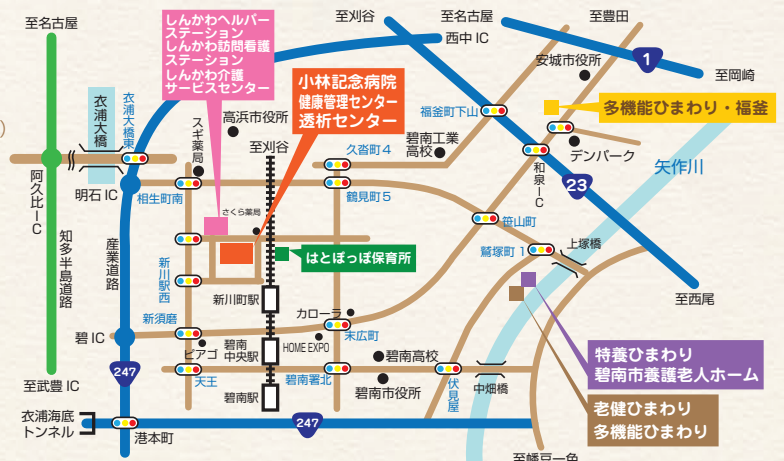 至名古屋
しんかわヘルパー
ステーション
しんかわ訪問看護
ステーション
しんかわ介護
サービスセンター
至刈谷
至名古屋
至豊田
西中IC
1
安城市役所
至岡崎
小林記念病院
健康管理センター
透析センター
衣浦大橋
衣浦大橋東
スギ薬局
高浜市役所
至刈谷
福釜町下山
多機能ひまわり・福釜
碧南工業
高校
久沓町4
デンパーク
矢作川
和泉IC
23
阿久比IC
明石IC
相生町南
鶴見町5
さくら薬局
笹山町
鷲塚町1
上塚橋
はとぽっぽ保育所
知多半島道路
産業道路
新川駅西
新川町駅
至西尾
新須磨
カローラ
碧IC
ピアゴ
碧南
中央駅
HOME EXPO
末広町
247
天王
碧南署北
碧南高校
碧南市役所
伏見屋
中畑橋
特養ひまわり
碧南市養護老人ホーム
老健ひまわり
多機能ひまわり
至武豊IC
碧南駅
衣浦海底
トンネル
港本町
247
至幡豆一色